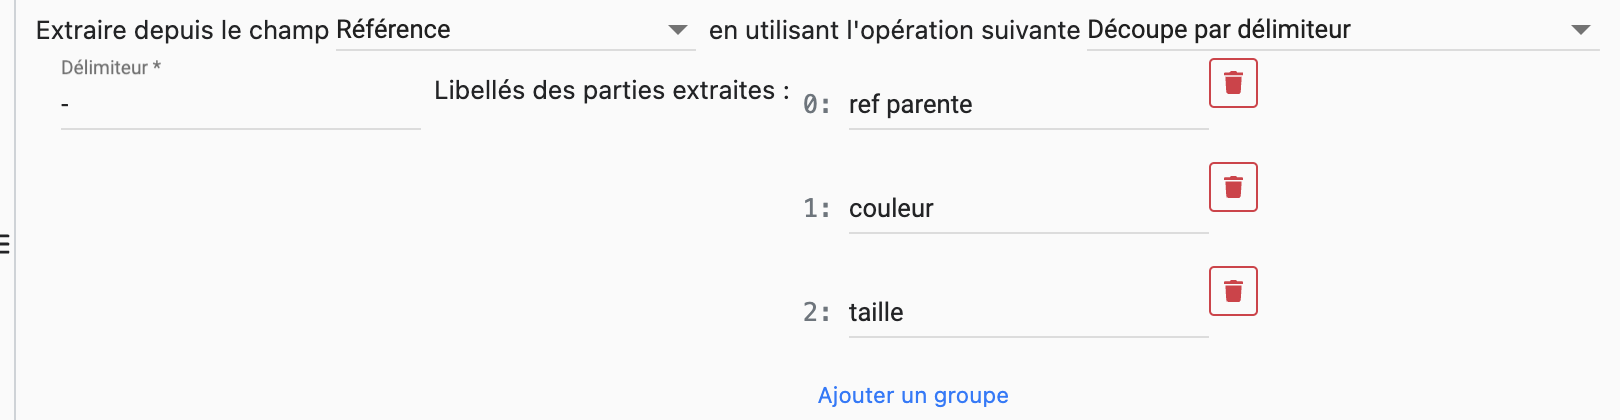 Extraire depuis le champ Référence en utilisant l'opération suivante Découpe par délimiteur
Délimiteur *
-
Libellés des parties extraites :
0: ref parente
1: couleur
2: taille
Ajouter un groupe